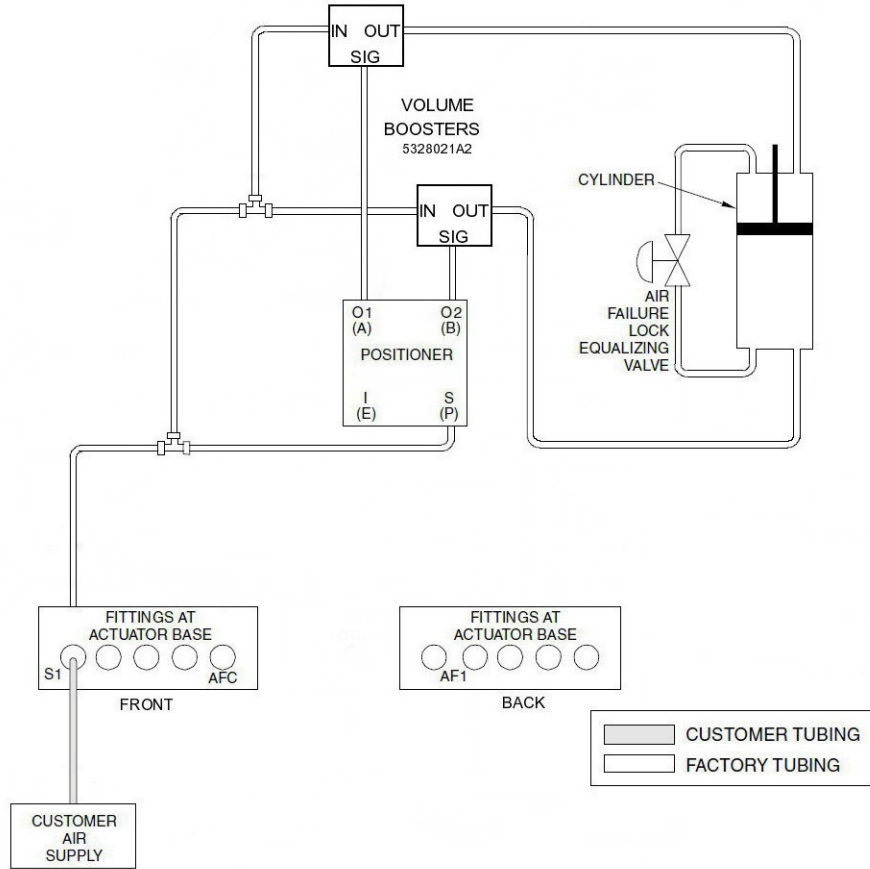 IN OUT
SIG
VOLUME
BOOSTERS
5328021A2
CYLINDER
IN OUT
SIG
AIR
FAILURE
LOCK
EQUALIZING
VALVE
O1 O2
(A) (B)
POSITIONER
I S
(E) (P)
FITTINGS AT
ACTUATOR BASE
S1 AFC
FRONT
FITTINGS AT
ACTUATOR BASE
AF1
BACK
CUSTOMER TUBING
FACTORY TUBING
CUSTOMER
AIR
SUPPLY